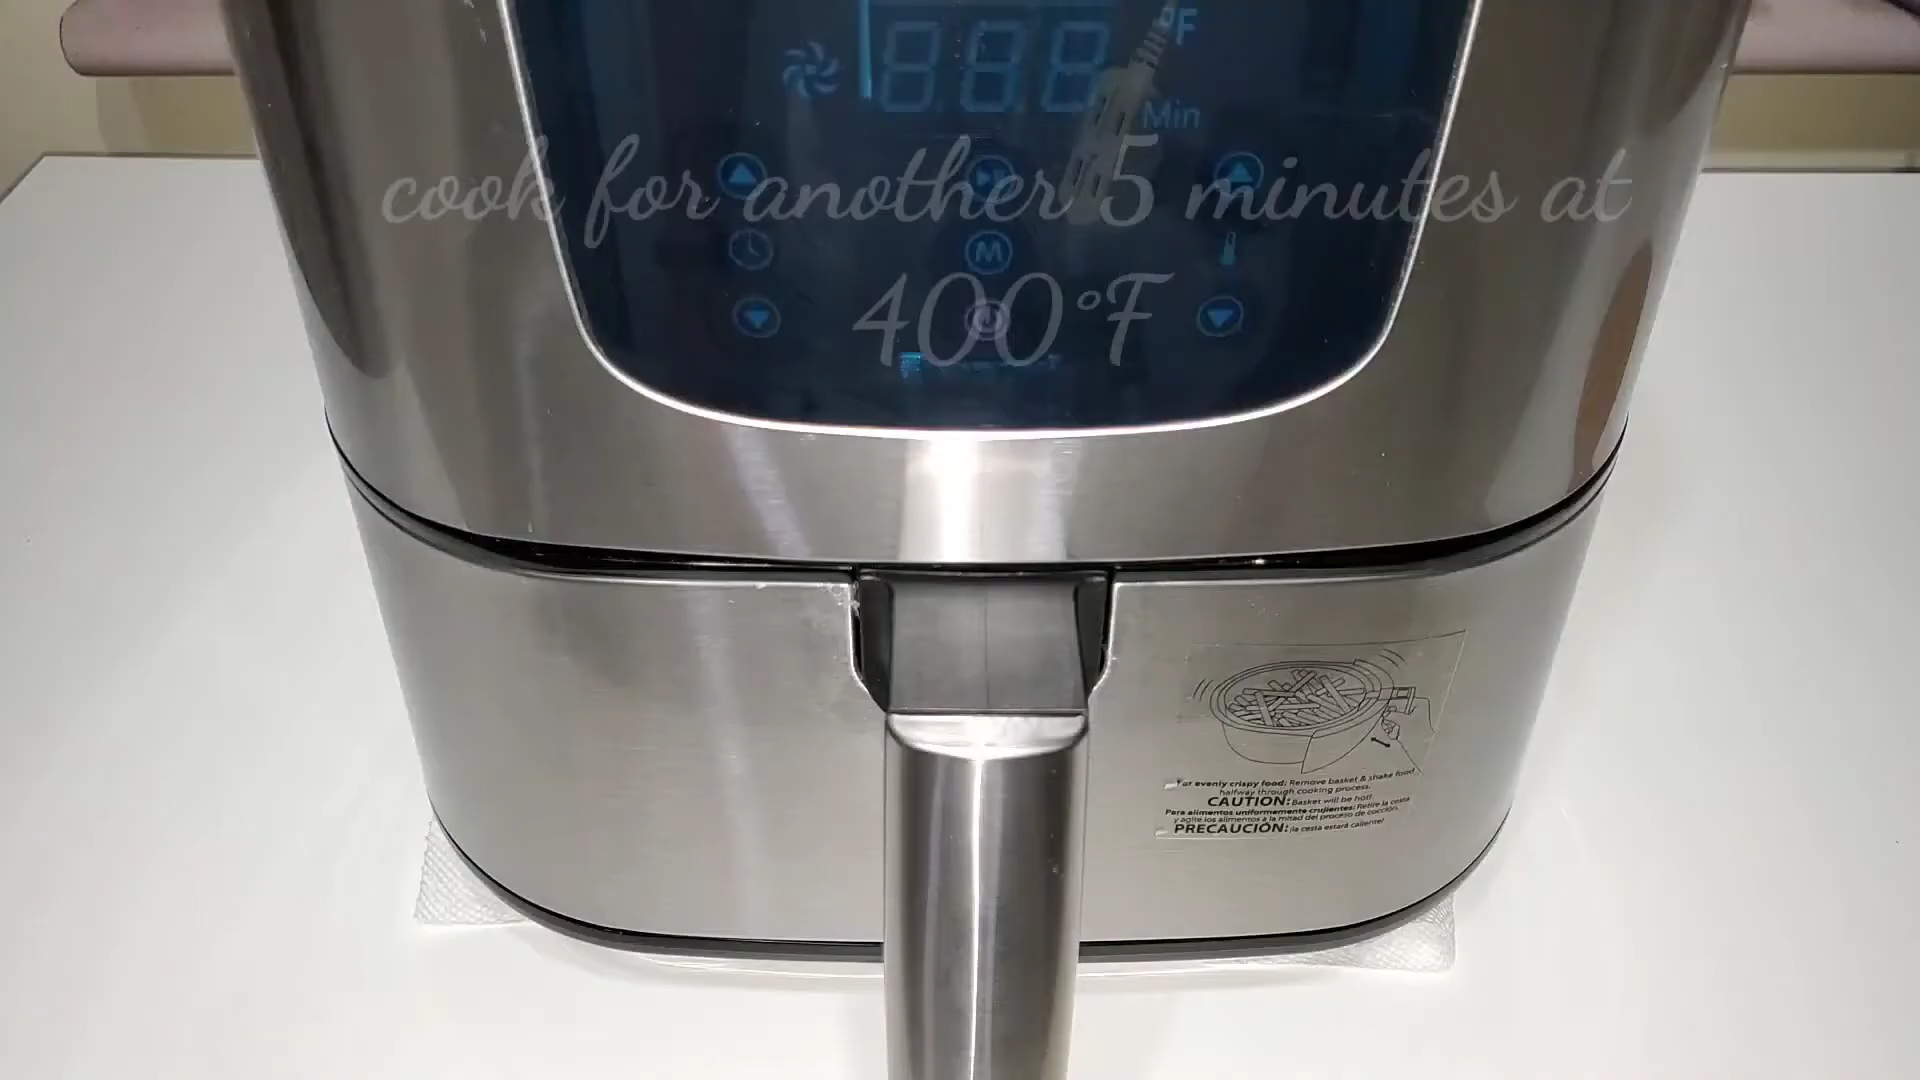 888
°F
Min
cook for another 5 minutes at
400°F
M
For evenly crispy food: Remove basket & shake food
halfway through cooking process.
CAUTION: Basket will be hot!
Para alimentos uniformemente crujientes: Retire la cesta
y agite los alimentos a la mitad del proceso de cocción.
PRECAUCIÓN: ¡la cesta estará caliente!